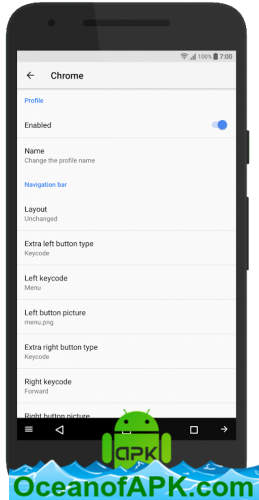 100% 7:00
Chrome
Profile
Enabled
Name
Change the profile name
Navigation bar
Layout
Unchanged
Extra left button type
Keycode
Left keycode
Menu
Left button picture
menu.png
Extra right button type
Keycode
Right keycode
Forward
Right button picture
APK
OceanofAPK.com